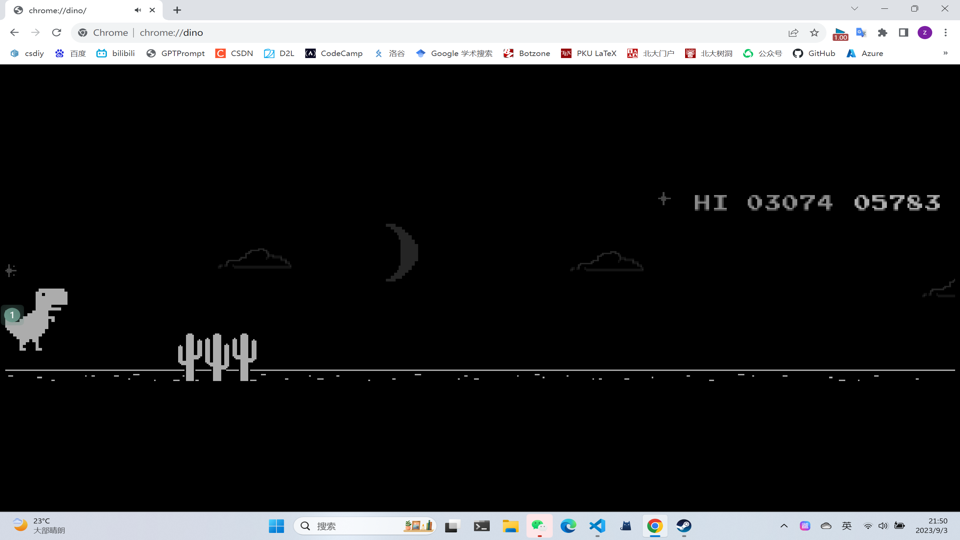 chrome://dino/
Chrome | chrome://dino
1.00
z
csdiy 百度 bilibili GPTPrompt CSDN D2L CodeCamp 洛谷 Google 学术搜索 Botzone PKU LaTeX 北大门户 北大树洞 公众号 GitHub Azure »
HI 03074 05783
1
23°C
大部晴朗
搜索
英
21:50
2023/9/3